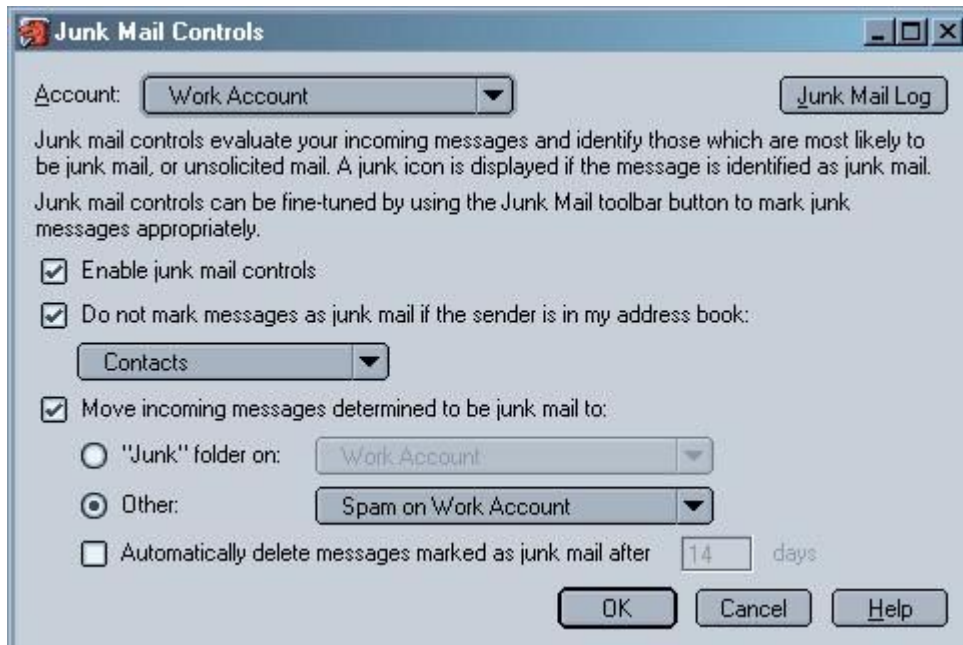 Junk Mail Controls
Account: Work Account Junk Mail Log
Junk mail controls evaluate your incoming messages and identify those which are most likely to
be junk mail, or unsolicited mail. A junk icon is displayed if the message is identified as junk mail.
Junk mail controls can be fine-tuned by using the Junk Mail toolbar button to mark junk
messages appropriately.
Enable junk mail controls
Do not mark messages as junk mail if the sender is in my address book:
Contacts
Move incoming messages determined to be junk mail to:
"Junk" folder on: Work Account
Other: Spam on Work Account
Automatically delete messages marked as junk mail after 14 days
OK Cancel Help